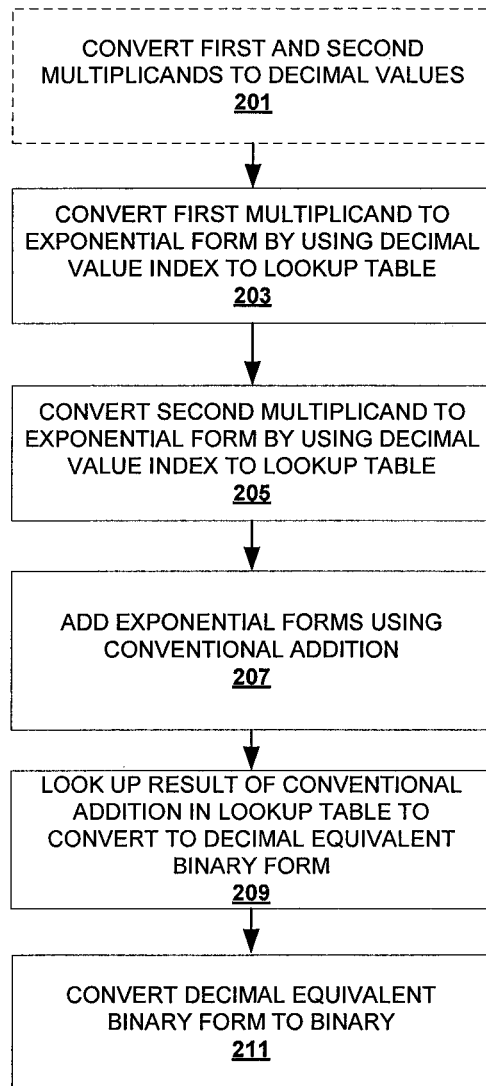 CONVERT FIRST AND SECOND
MULTIPLICANDS TO DECIMAL VALUES
201
CONVERT FIRST MULTIPLICAND TO
EXPONENTIAL FORM BY USING DECIMAL
VALUE INDEX TO LOOKUP TABLE
203
CONVERT SECOND MULTIPLICAND TO
EXPONENTIAL FORM BY USING DECIMAL
VALUE INDEX TO LOOKUP TABLE
205
ADD EXPONENTIAL FORMS USING
CONVENTIONAL ADDITION
207
LOOK UP RESULT OF CONVENTIONAL
ADDITION IN LOOKUP TABLE TO
CONVERT TO DECIMAL EQUIVALENT
BINARY FORM
209
CONVERT DECIMAL EQUIVALENT
BINARY FORM TO BINARY
211